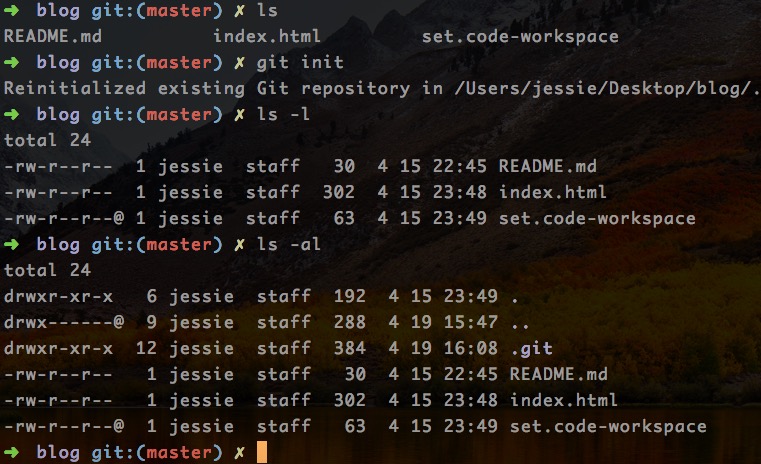 ➜  blog git:(master) ✗ ls
README.md          index.html         set.code-workspace
➜  blog git:(master) ✗ git init
Reinitialized existing Git repository in /Users/jessie/Desktop/blog/.
➜  blog git:(master) ✗ ls -l
total 24
-rw-r--r--  1 jessie  staff   30  4 15 22:45 README.md
-rw-r--r--  1 jessie  staff  302  4 15 23:48 index.html
-rw-r--r--@ 1 jessie  staff   63  4 15 23:49 set.code-workspace
➜  blog git:(master) ✗ ls -al
total 24
drwxr-xr-x   6 jessie  staff  192  4 15 23:49 .
drwx------@  9 jessie  staff  288  4 19 15:47 ..
drwxr-xr-x  12 jessie  staff  384  4 19 16:08 .git
-rw-r--r--   1 jessie  staff   30  4 15 22:45 README.md
-rw-r--r--   1 jessie  staff  302  4 15 23:48 index.html
-rw-r--r--@  1 jessie  staff   63  4 15 23:49 set.code-workspace
➜  blog git:(master) ✗